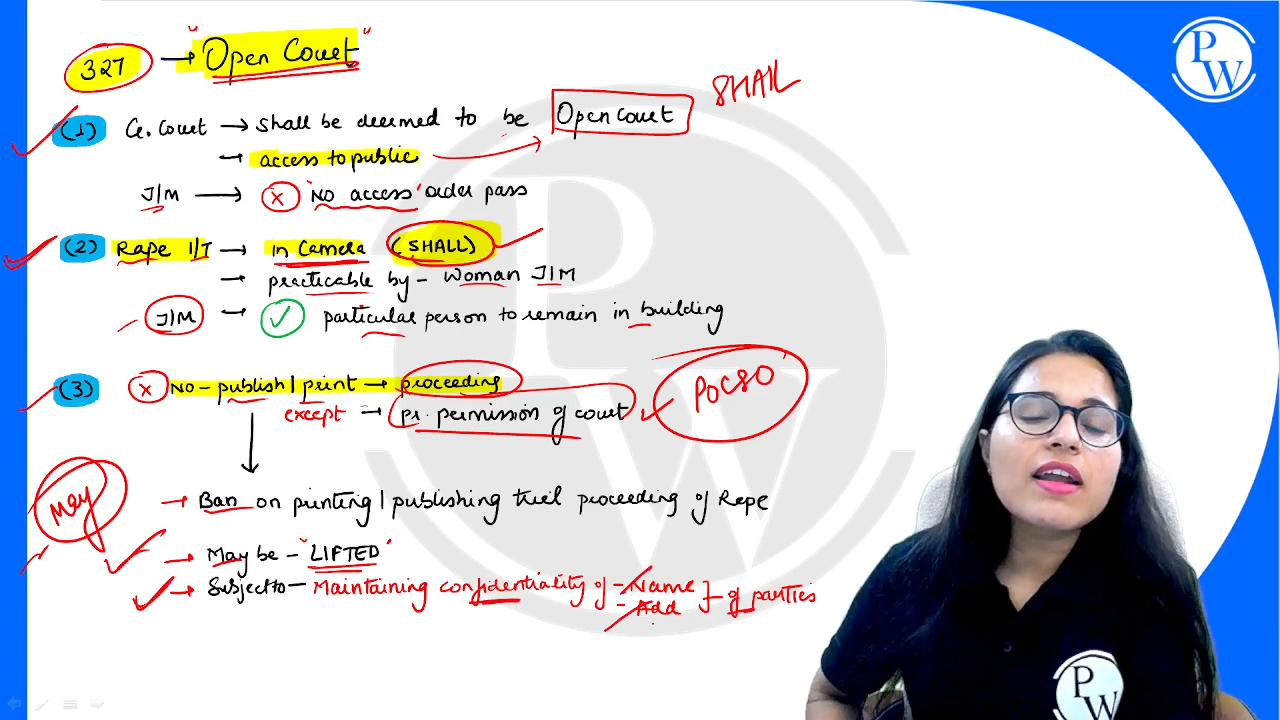 327 → "Open Court"
SHALL
(1) Cr. Court → shall be deemed to be Open Court
→ access to public
J/M → × "NO access" order pass
(2) Rape I/T → in camera (SHALL)
→ practicable by - woman J/M
J/M → ✓ particular person to remain in building
(3) × No - publish / print → proceeding
except → pr. permission of court
POCSO
May
→ Ban on printing / publishing trial proceeding of Rape
→ May be - "LIFTED"
→ Subject to - Maintaining confidentiality of - Name
- Add } - of parties
PW
PW
PW